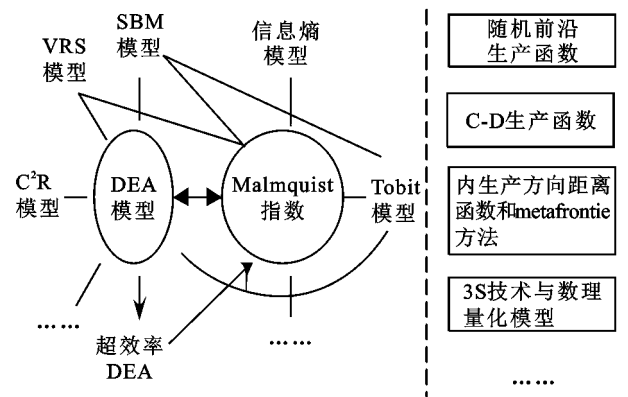 SBM
模型
VRS
模型
信息熵
模型
C²R
模型
DEA
模型
Malmquist
指数
Tobit
模型
……
超效率
DEA
……
随机前沿
生产函数
C-D生产函数
内生产方向距离
函数和metafrontie
方法
3S技术与数理
量化模型
……